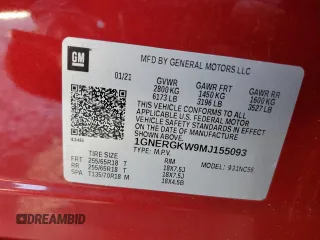 GM
MFD BY GENERAL MOTORS LLC
01/21
GVWR GAWR FRT GAWR RR
2800 KG 1450 KG 1600 KG
6173 LB 3196 LB 3527 LB
THIS VEHICLE CONFORMS TO ALL
APPLICABLE U.S. FEDERAL MOTOR
VEHICLE SAFETY AND THEFT
PREVENTION STANDARDS IN EFFECT
ON THE DATE OF MANUFACTURE
SHOWN ABOVE.
1GNERGKW9MJ155093
TYPE: M.P.V. MODEL:
TIRE SIZE RIM
FRT 255/65R18 T 18X7.5J
RR 255/65R18 T 18X7.5J
SPA T135/70R18 M 18X4.5B
DREAMBID